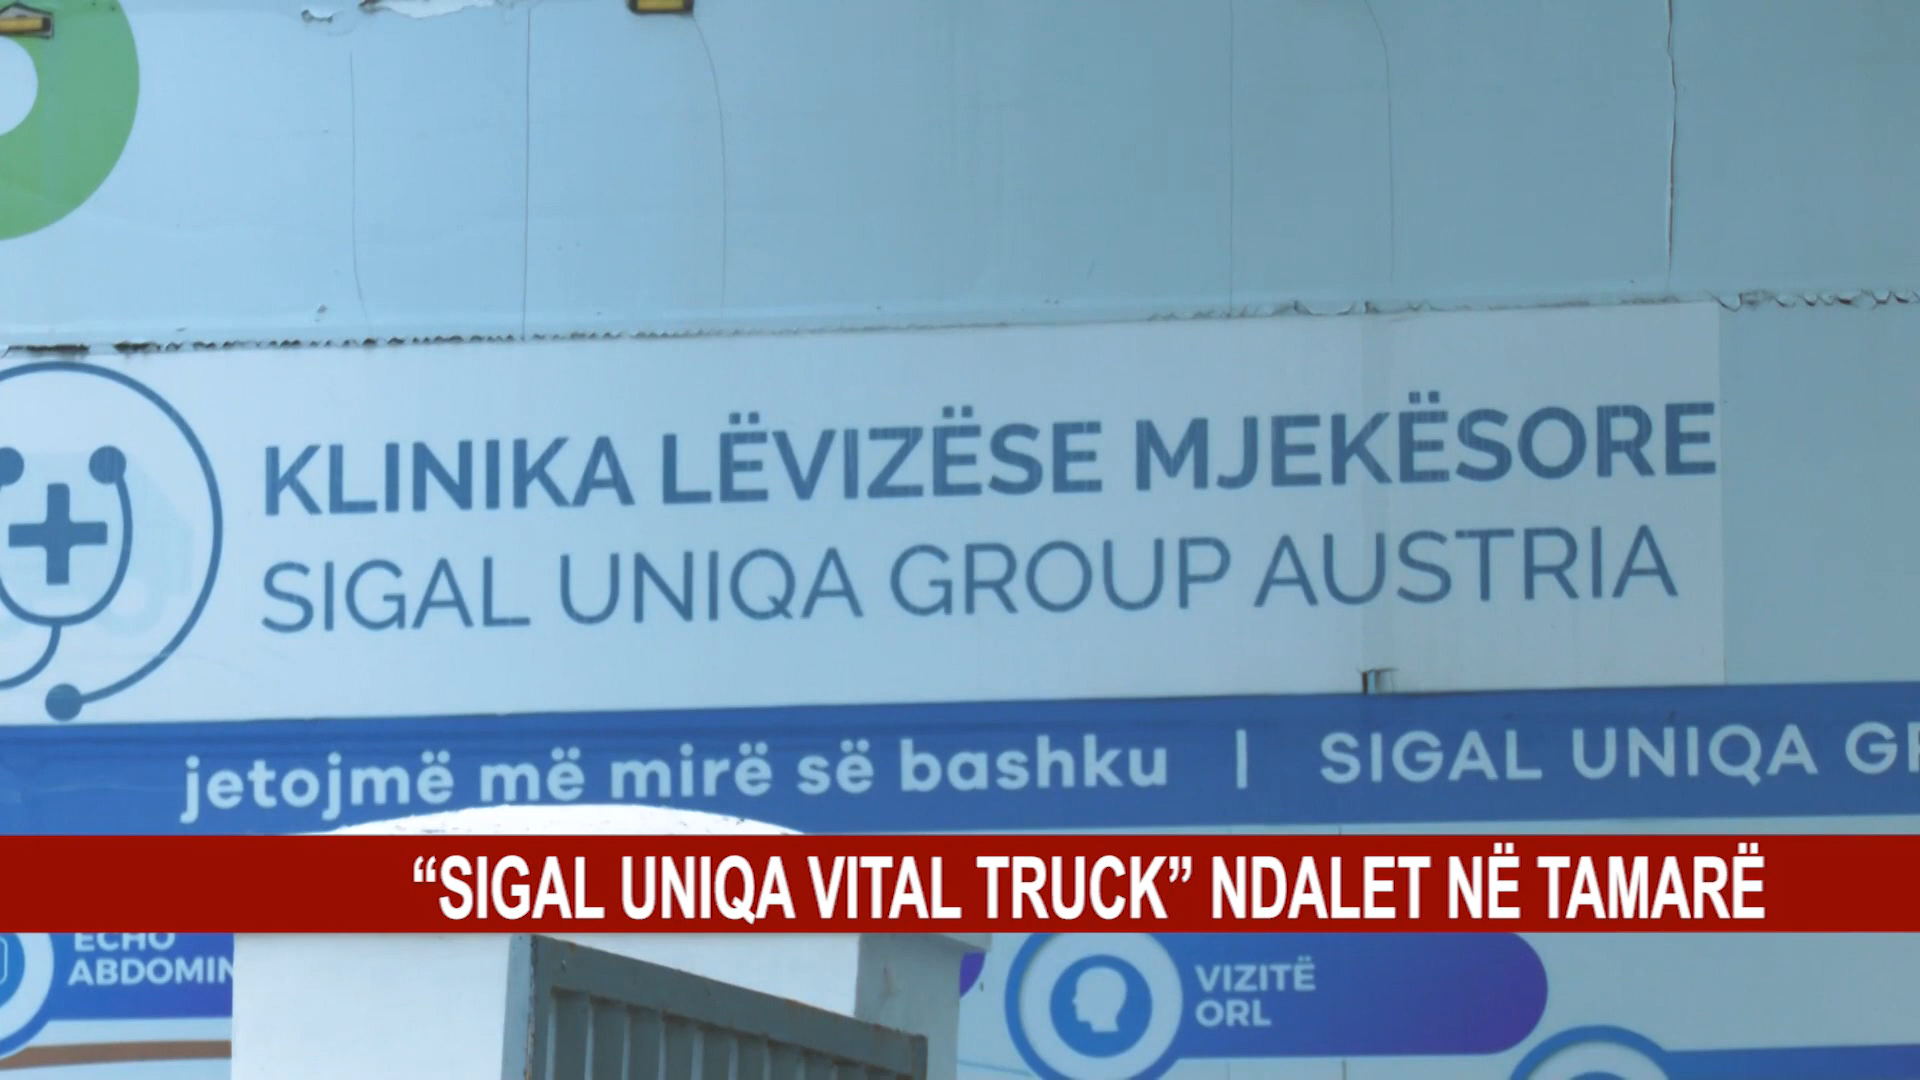 KLINIKA LËVIZËSE MJEKËSORE
SIGAL UNIQA GROUP AUSTRIA
jetojmë më mirë së bashku | SIGAL UNIQA
“SIGAL UNIQA VITAL TRUCK” NDALET NË TAMARË
ECHO
ABDOMIN
VIZITË
ORL